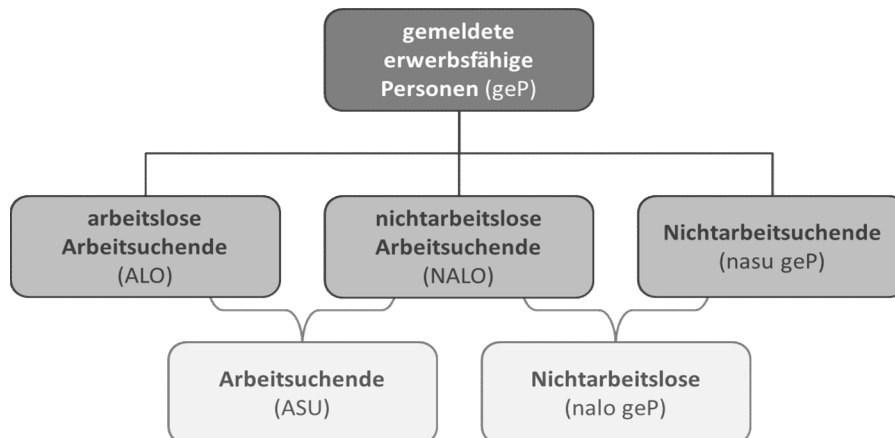 gemeldete
erwerbsfähige
Personen (geP)
arbeitslose
Arbeitsuchende
(ALO)
nichtarbeitslose
Arbeitsuchende
(NALO)
Nichtarbeitsuchende
(nasu geP)
Arbeitsuchende
(ASU)
Nichtarbeitslose
(nalo geP)